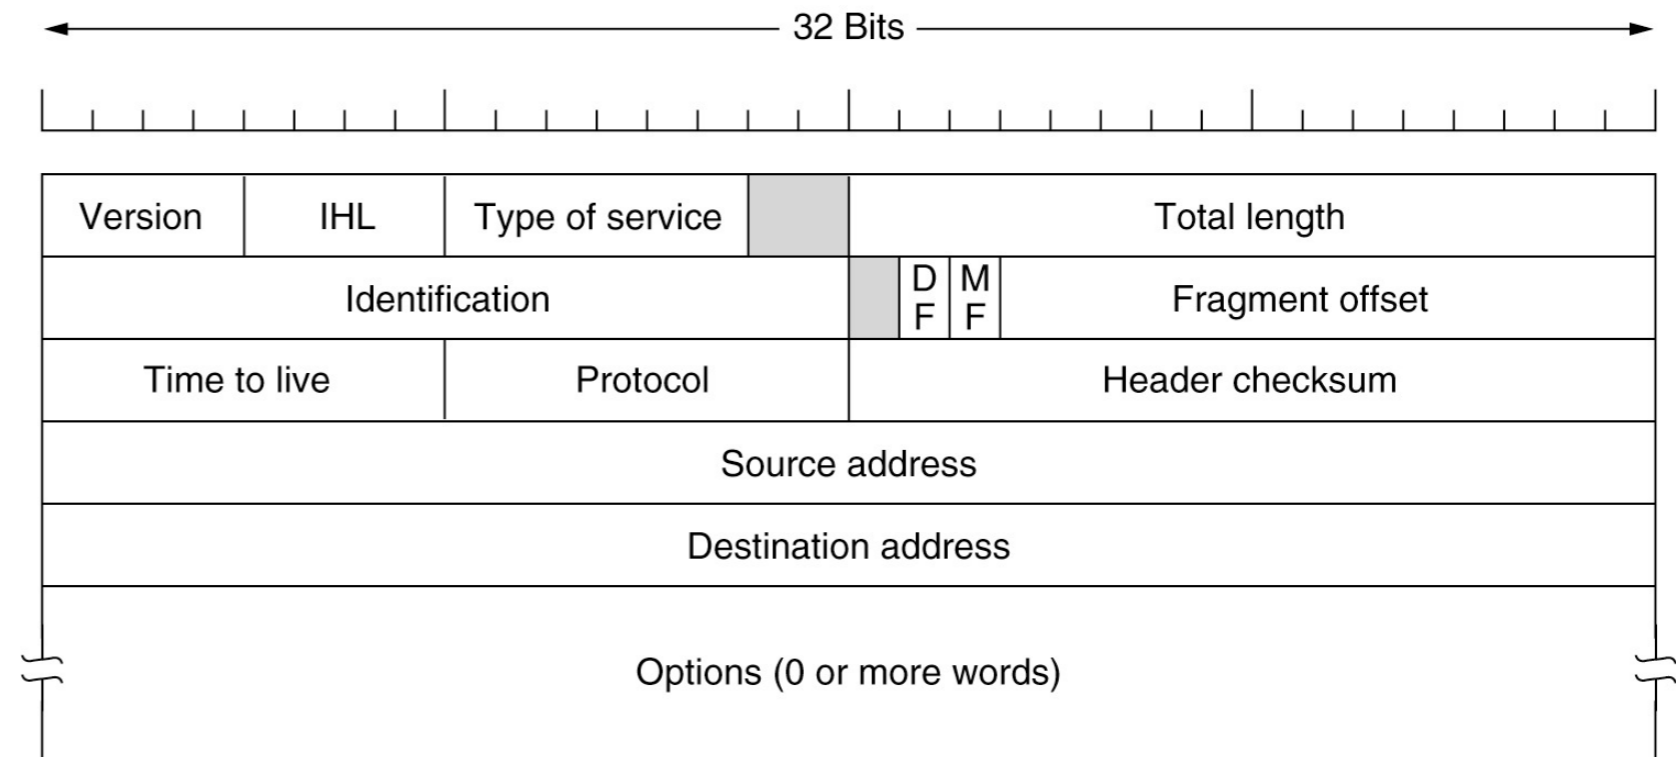 32 Bits
Version IHL Type of service Total length
Identification D F M F Fragment offset
Time to live Protocol Header checksum
Source address
Destination address
Options (0 or more words)